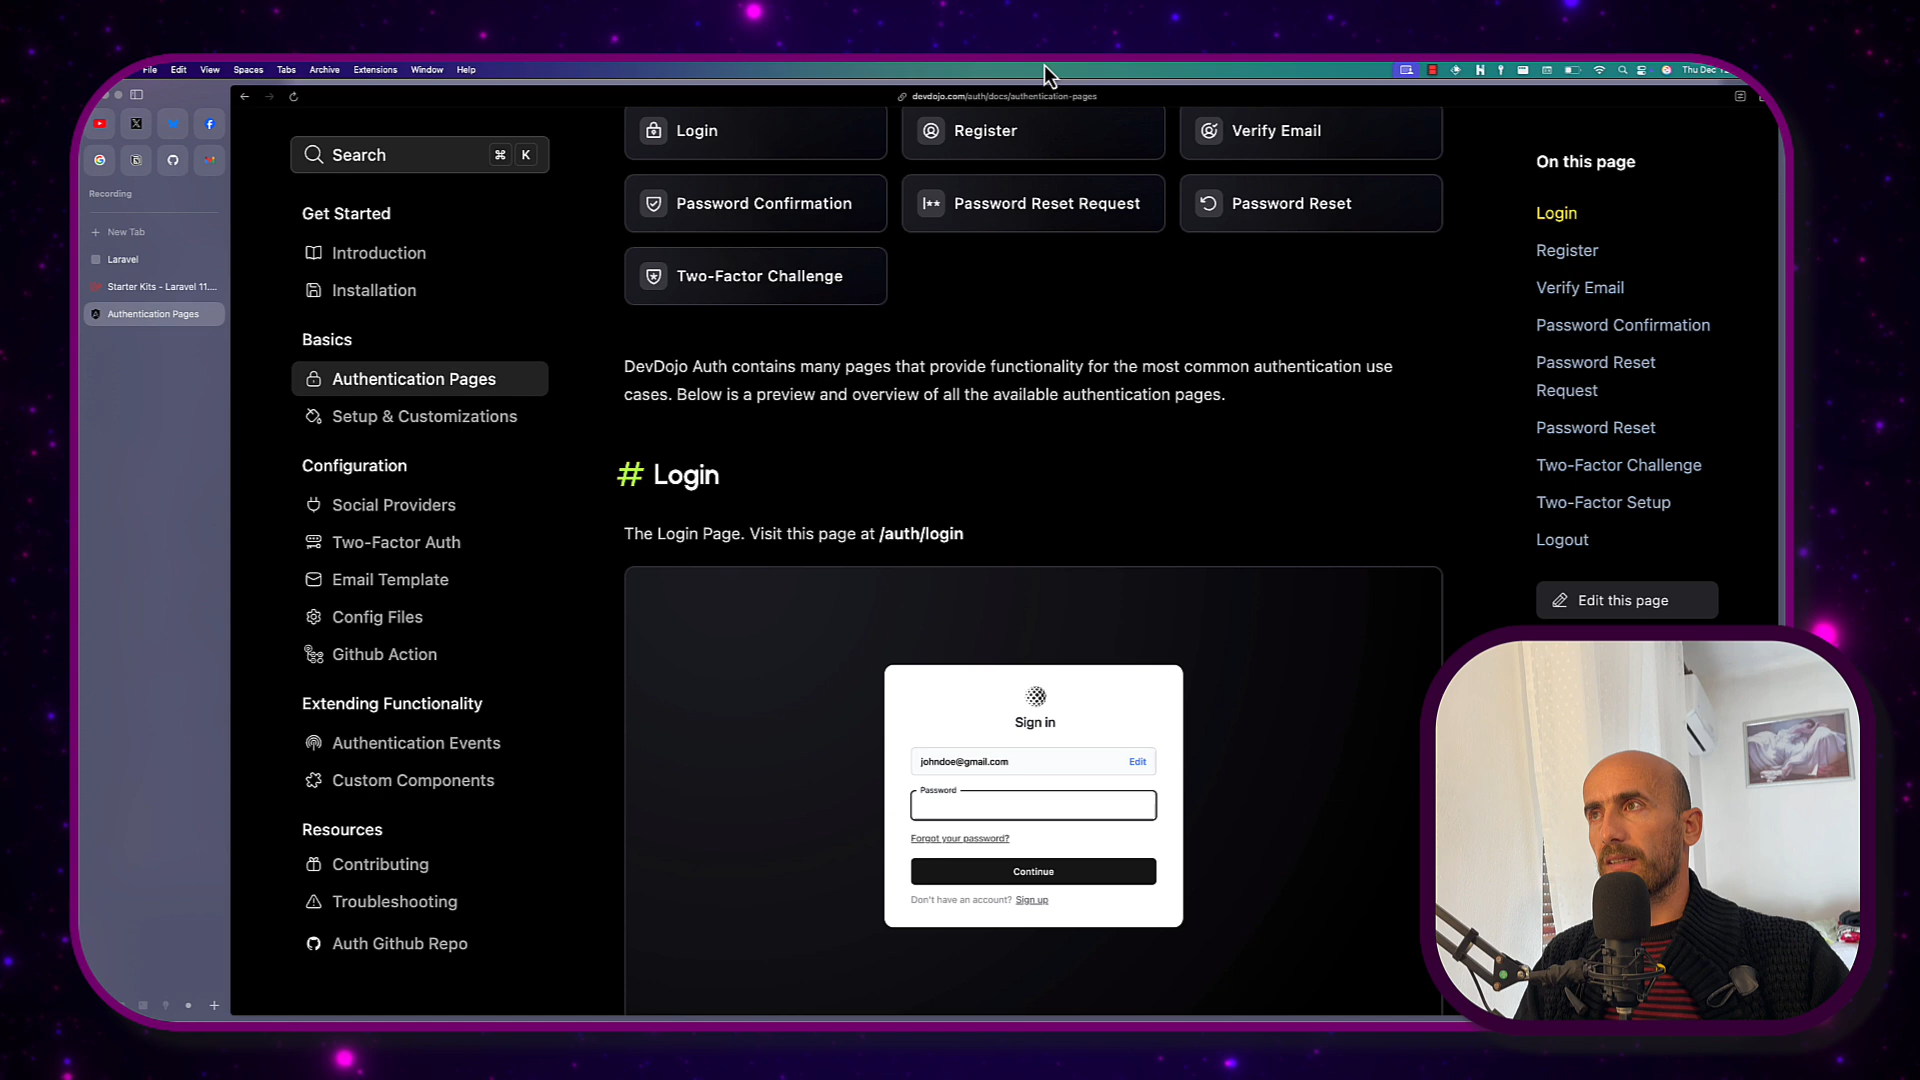 File Edit View Spaces Tabs Archive Extensions Window Help
Thu Dec
devdojo.com/auth/docs/authentication-pages
Recording
New Tab
Laravel
Starter Kits - Laravel 11....
Authentication Pages
Search ⌘ K
Get Started
Introduction
Installation
Basics
Authentication Pages
Setup & Customizations
Configuration
Social Providers
Two-Factor Auth
Email Template
Config Files
Github Action
Extending Functionality
Authentication Events
Custom Components
Resources
Contributing
Troubleshooting
Auth Github Repo
Login
Register
Verify Email
Password Confirmation
Password Reset Request
Password Reset
Two-Factor Challenge
DevDojo Auth contains many pages that provide functionality for the most common authentication use
cases. Below is a preview and overview of all the available authentication pages.
# Login
The Login Page. Visit this page at /auth/login
Sign in
johndoe@gmail.com Edit
Password
Forgot your password?
Continue
Don't have an account? Sign up
On this page
Login
Register
Verify Email
Password Confirmation
Password Reset
Request
Password Reset
Two-Factor Challenge
Two-Factor Setup
Logout
Edit this page